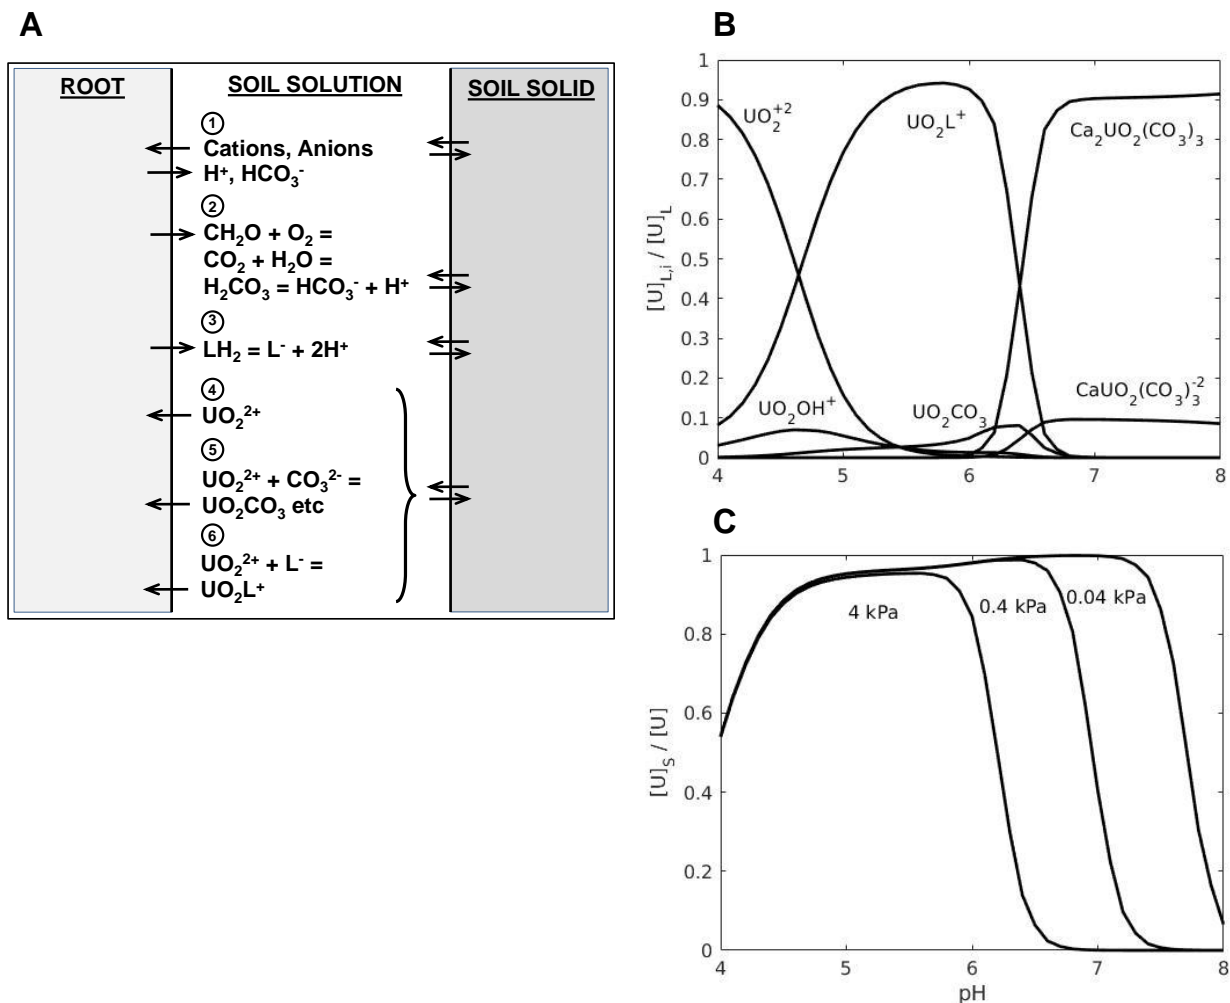 A
ROOT
SOIL SOLUTION
SOIL SOLID
①
Cations, Anions
H⁺, HCO₃⁻
②
CH₂O + O₂ =
CO₂ + H₂O =
H₂CO₃ = HCO₃⁻ + H⁺
③
LH₂ = L⁻ + 2H⁺
④
UO₂²⁺
⑤
UO₂²⁺ + CO₃²⁻ =
UO₂CO₃ etc
⑥
UO₂²⁺ + L⁻ =
UO₂L⁺
B
[U]_L,i / [U]_L
1
0.9
0.8
0.7
0.6
0.5
0.4
0.3
0.2
0.1
0
UO₂⁺²
UO₂L⁺
Ca₂UO₂(CO₃)₃
UO₂OH⁺
UO₂CO₃
CaUO₂(CO₃)₃⁻²
4 5 6 7 8
C
[U]_S / [U]
1
0.8
0.6
0.4
0.2
0
4 kPa
0.4 kPa
0.04 kPa
4 5 6 7 8
pH